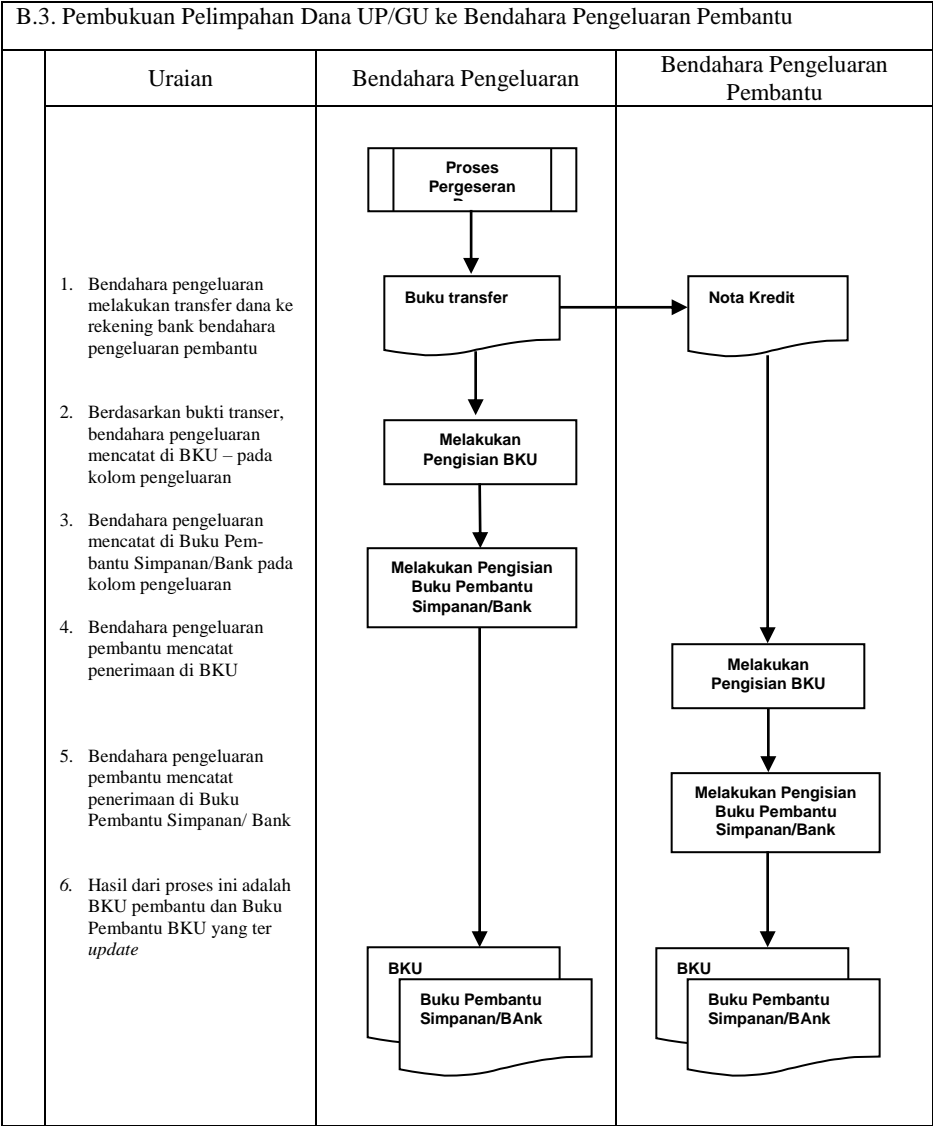 B.3. Pembukuan Pelimpahan Dana UP/GU ke Bendahara Pengeluaran Pembantu
Uraian
Bendahara Pengeluaran
Bendahara Pengeluaran
Pembantu
1. Bendahara pengeluaran
melakukan transfer dana ke
rekening bank bendahara
pengeluaran pembantu
2. Berdasarkan bukti transer,
bendahara pengeluaran
mencatat di BKU – pada
kolom pengeluaran
3. Bendahara pengeluaran
mencatat di Buku Pem-
bantu Simpanan/Bank pada
kolom pengeluaran
4. Bendahara pengeluaran
pembantu mencatat
penerimaan di BKU
5. Bendahara pengeluaran
pembantu mencatat
penerimaan di Buku
Pembantu Simpanan/ Bank
6. Hasil dari proses ini adalah
BKU pembantu dan Buku
Pembantu BKU yang ter
update
Proses
Pergeseran
Buku transfer
Melakukan
Pengisian BKU
Melakukan Pengisian
Buku Pembantu
Simpanan/Bank
BKU
Buku Pembantu
Simpanan/BAnk
Nota Kredit
Melakukan
Pengisian BKU
Melakukan Pengisian
Buku Pembantu
Simpanan/Bank
BKU
Buku Pembantu
Simpanan/BAnk